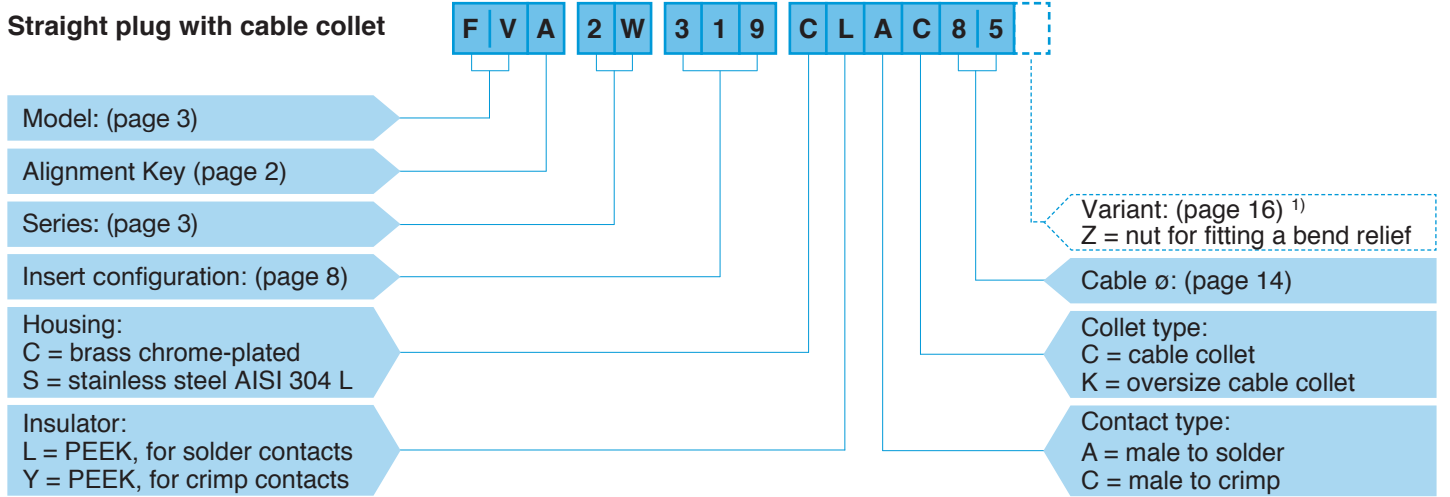 Straight plug with cable collet
F V A 2 W 3 1 9 C L A C 8 5
Model: (page 3)
Alignment Key (page 2)
Series: (page 3)
Insert configuration: (page 8)
Housing:
C = brass chrome-plated
S = stainless steel AISI 304 L
Insulator:
L = PEEK, for solder contacts
Y = PEEK, for crimp contacts
Variant: (page 16) 1)
Z = nut for fitting a bend relief
Cable ø: (page 14)
Collet type:
C = cable collet
K = oversize cable collet
Contact type:
A = male to solder
C = male to crimp